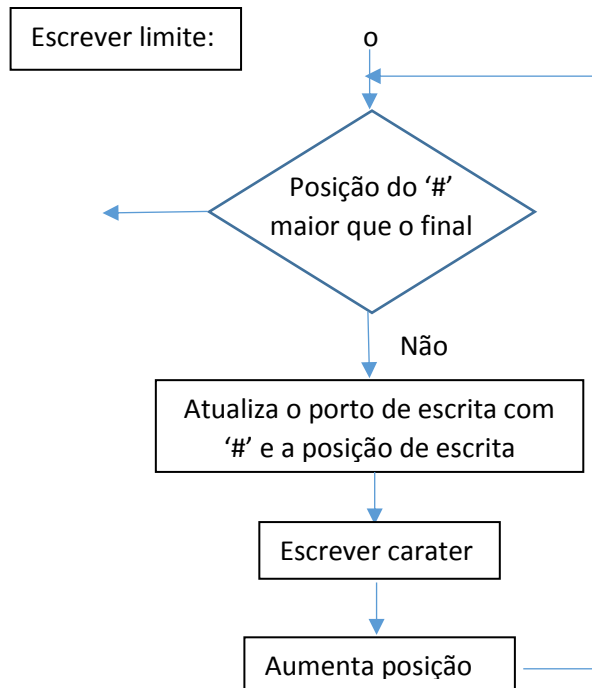 Escrever limite:
o
Posição do ‘#’
maior que o final
Não
Atualiza o porto de escrita com
‘#’ e a posição de escrita
Escrever carater
Aumenta posição